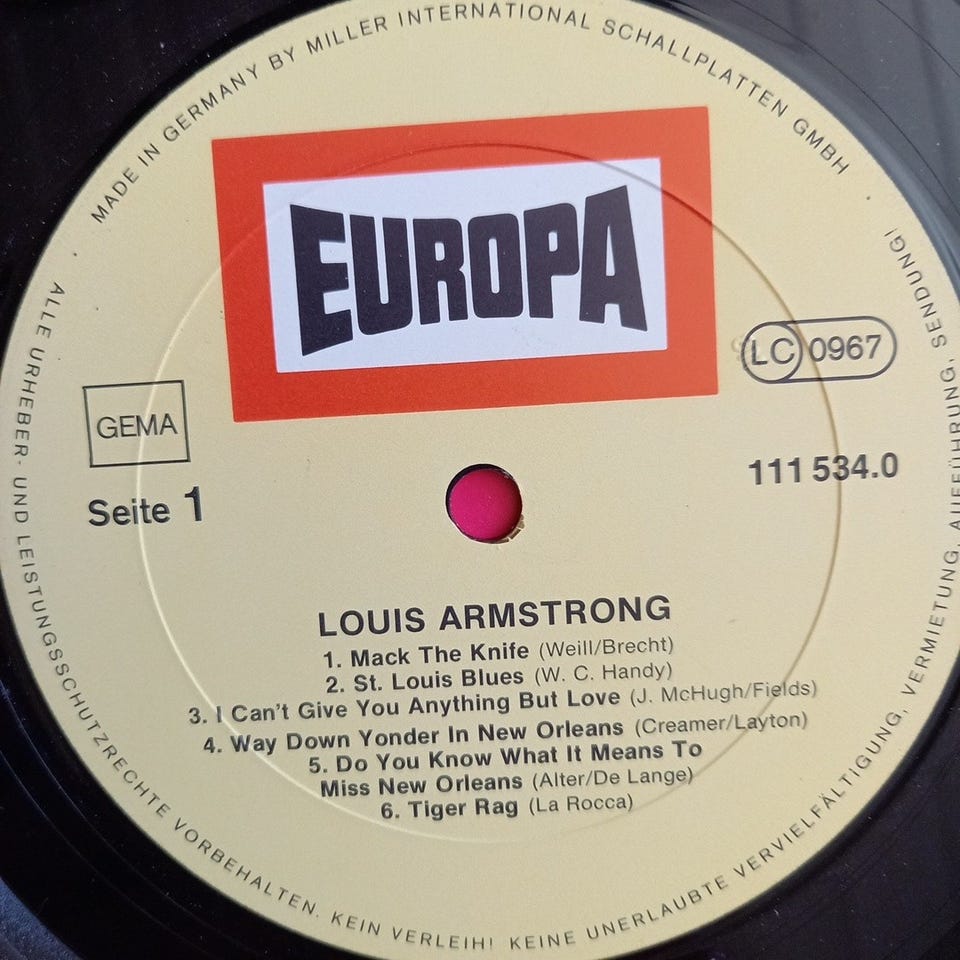 MADE IN GERMANY BY MILLER INTERNATIONAL SCHALLPLATTEN GMBH
EUROPA
LC 0967
GEMA
111 534.0
Seite 1
LOUIS ARMSTRONG
1. Mack The Knife (Weill/Brecht)
2. St. Louis Blues (W. C. Handy)
3. I Can't Give You Anything But Love (J. McHugh/Fields)
4. Way Down Yonder In New Orleans (Creamer/Layton)
5. Do You Know What It Means To
Miss New Orleans (Alter/De Lange)
6. Tiger Rag (La Rocca)
ALLE URHEBER- UND LEISTUNGSSCHUTZRECHTE VORBEHALTEN. KEIN VERLEIH! KEINE UNERLAUBTE VERVIELFÄLTIGUNG, VERMIETUNG, AUFFÜHRUNG, SENDUNG!